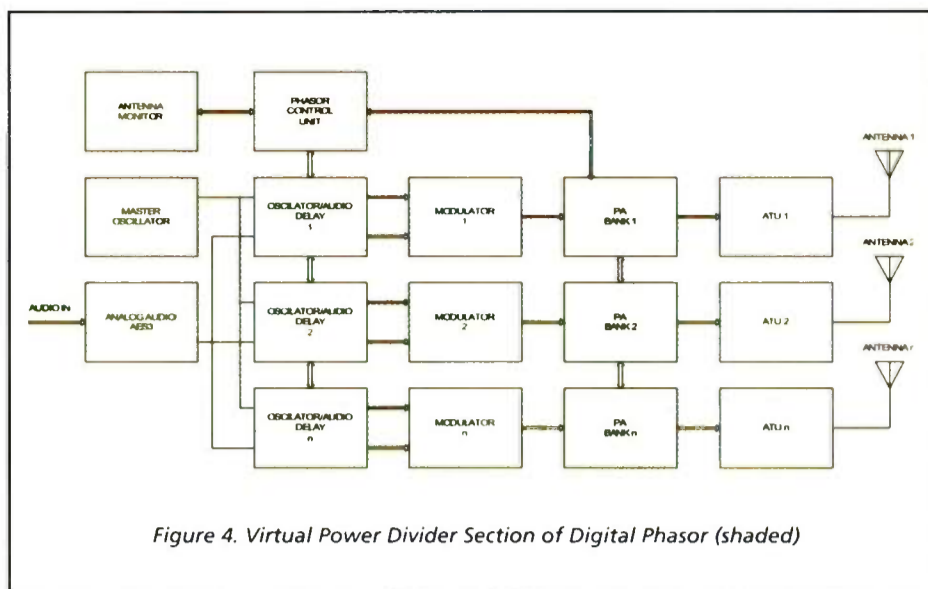 ANTENNA
MONITOR
PHASOR
CONTROL
UNIT
ANTENNA 1
MASTER
OSCILLATOR
OSCILATOR/AUDIO
DELAY
1
MODULATOR
1
PA
BANK 1
ATU 1
ANTENNA 2
AUDIO IN
ANALOG AUDIO/
AES3
OSCILATOR/AUDIO
DELAY
2
MODULATOR
2
PA
BANK 2
ATU 2
ANTENNA
OSCILATOR/AUDIO
DELAY
n
MODULATOR
n
PA
BANK n
ATU n
Figure 4. Virtual Power Divider Section of Digital Phasor (shaded)